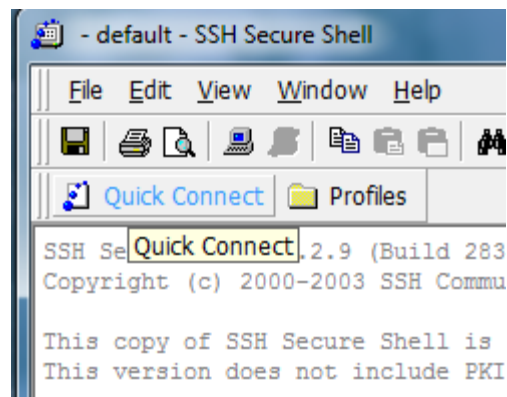 - default - SSH Secure Shell
File Edit View Window Help
Quick Connect Profiles
Quick Connect
SSH Se .2.9 (Build 283
Copyright (c) 2000-2003 SSH Commu
This copy of SSH Secure Shell is
This version does not include PKI